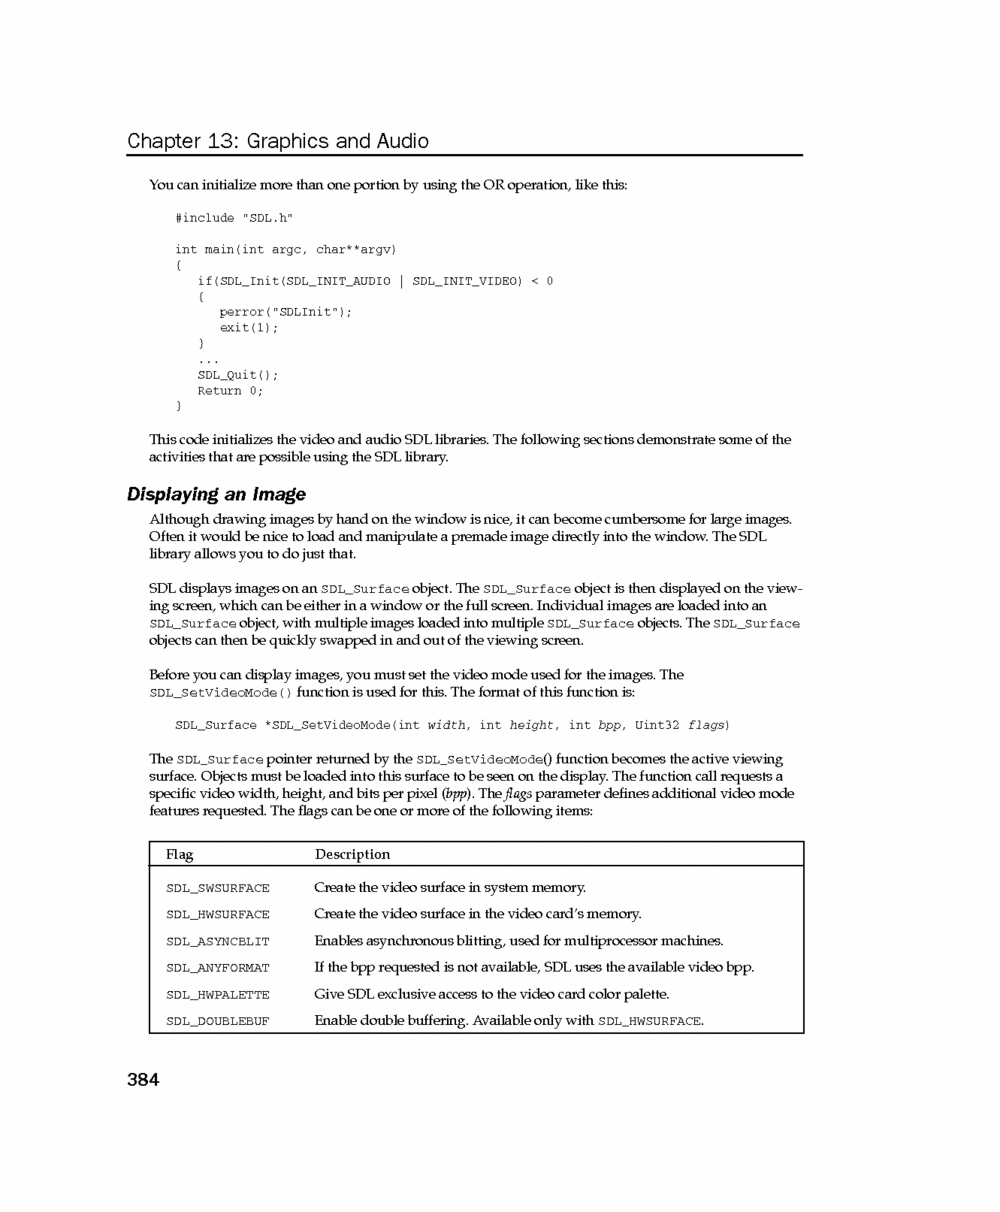 Chapter 13: Graphics and Audio
You can initialize more than one portion by using the OR operation, like this:
#include "SDL.h"
int main(int argc, char**argv)
{
if(SDL_Init(SDL_INIT_AUDIO | SDL_INIT_VIDEO) < 0
{
perror("SDLInit");
exit(1);
}
...
SDL_Quit();
Return 0;
}
This code initializes the video and audio SDL libraries. The following sections demonstrate some of the
activities that are possible using the SDL library.
Displaying an Image
Although drawing images by hand on the window is nice, it can become cumbersome for large images.
Often it would be nice to load and manipulate a premade image directly into the window. The SDL
library allows you to do just that.
SDL displays images on an SDL_Surface object. The SDL_Surface object is then displayed on the view-
ing screen, which can be either in a window or the full screen. Individual images are loaded into an
SDL_Surface object, with multiple images loaded into multiple SDL_Surface objects. The SDL_Surface
objects can then be quickly swapped in and out of the viewing screen.
Before you can display images, you must set the video mode used for the images. The
SDL_SetVideoMode() function is used for this. The format of this function is:
SDL_Surface *SDL_SetVideoMode(int width, int height, int bpp, Uint32 flags)
The SDL_Surface pointer returned by the SDL_SetVideoMode() function becomes the active viewing
surface. Objects must be loaded into this surface to be seen on the display. The function call requests a
specific video width, height, and bits per pixel (bpp). The flags parameter defines additional video mode
features requested. The flags can be one or more of the following items:
Flag Description
SDL_SWSURFACE Create the video surface in system memory.
SDL_HWSURFACE Create the video surface in the video card's memory.
SDL_ASYNCBLIT Enables asynchronous blitting, used for multiprocessor machines.
SDL_ANYFORMAT If the bpp requested is not available, SDL uses the available video bpp.
SDL_HWPALETTE Give SDL exclusive access to the video card color palette.
SDL_DOUBLEBUF Enable double buffering. Available only with SDL_HWSURFACE.
384